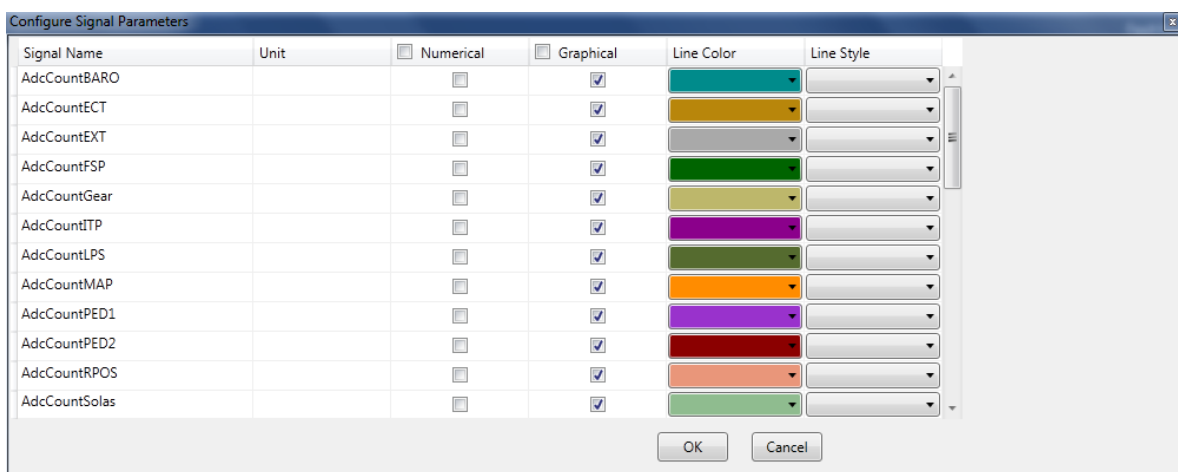 Configure Signal Parameters
Signal Name Unit Numerical Graphical Line Color Line Style
AdcCountBARO
AdcCountECT
AdcCountEXT
AdcCountFSP
AdcCountGear
AdcCountITP
AdcCountLPS
AdcCountMAP
AdcCountPED1
AdcCountPED2
AdcCountRPOS
AdcCountSolas
OK Cancel